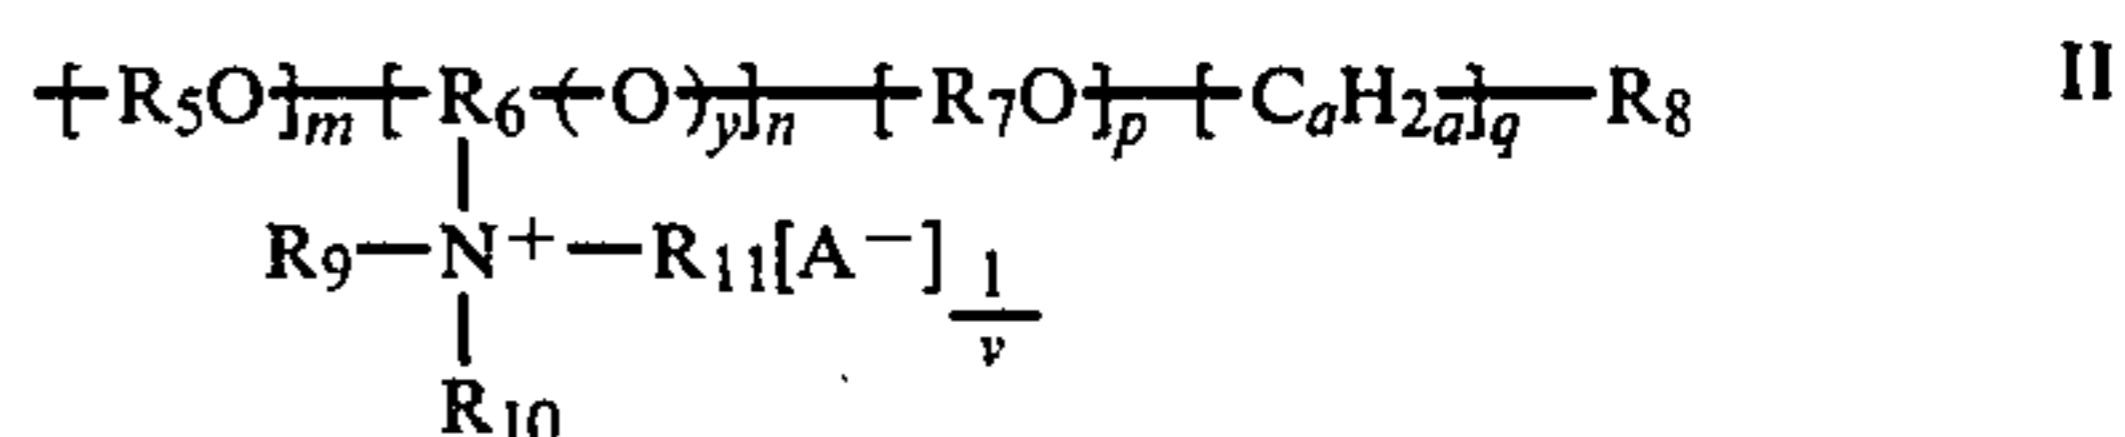 [R5O]m[R6(O)y]n[R7O]p[CaH2a]q—R8 II
R9—N+—R11[A−]1/v
R10